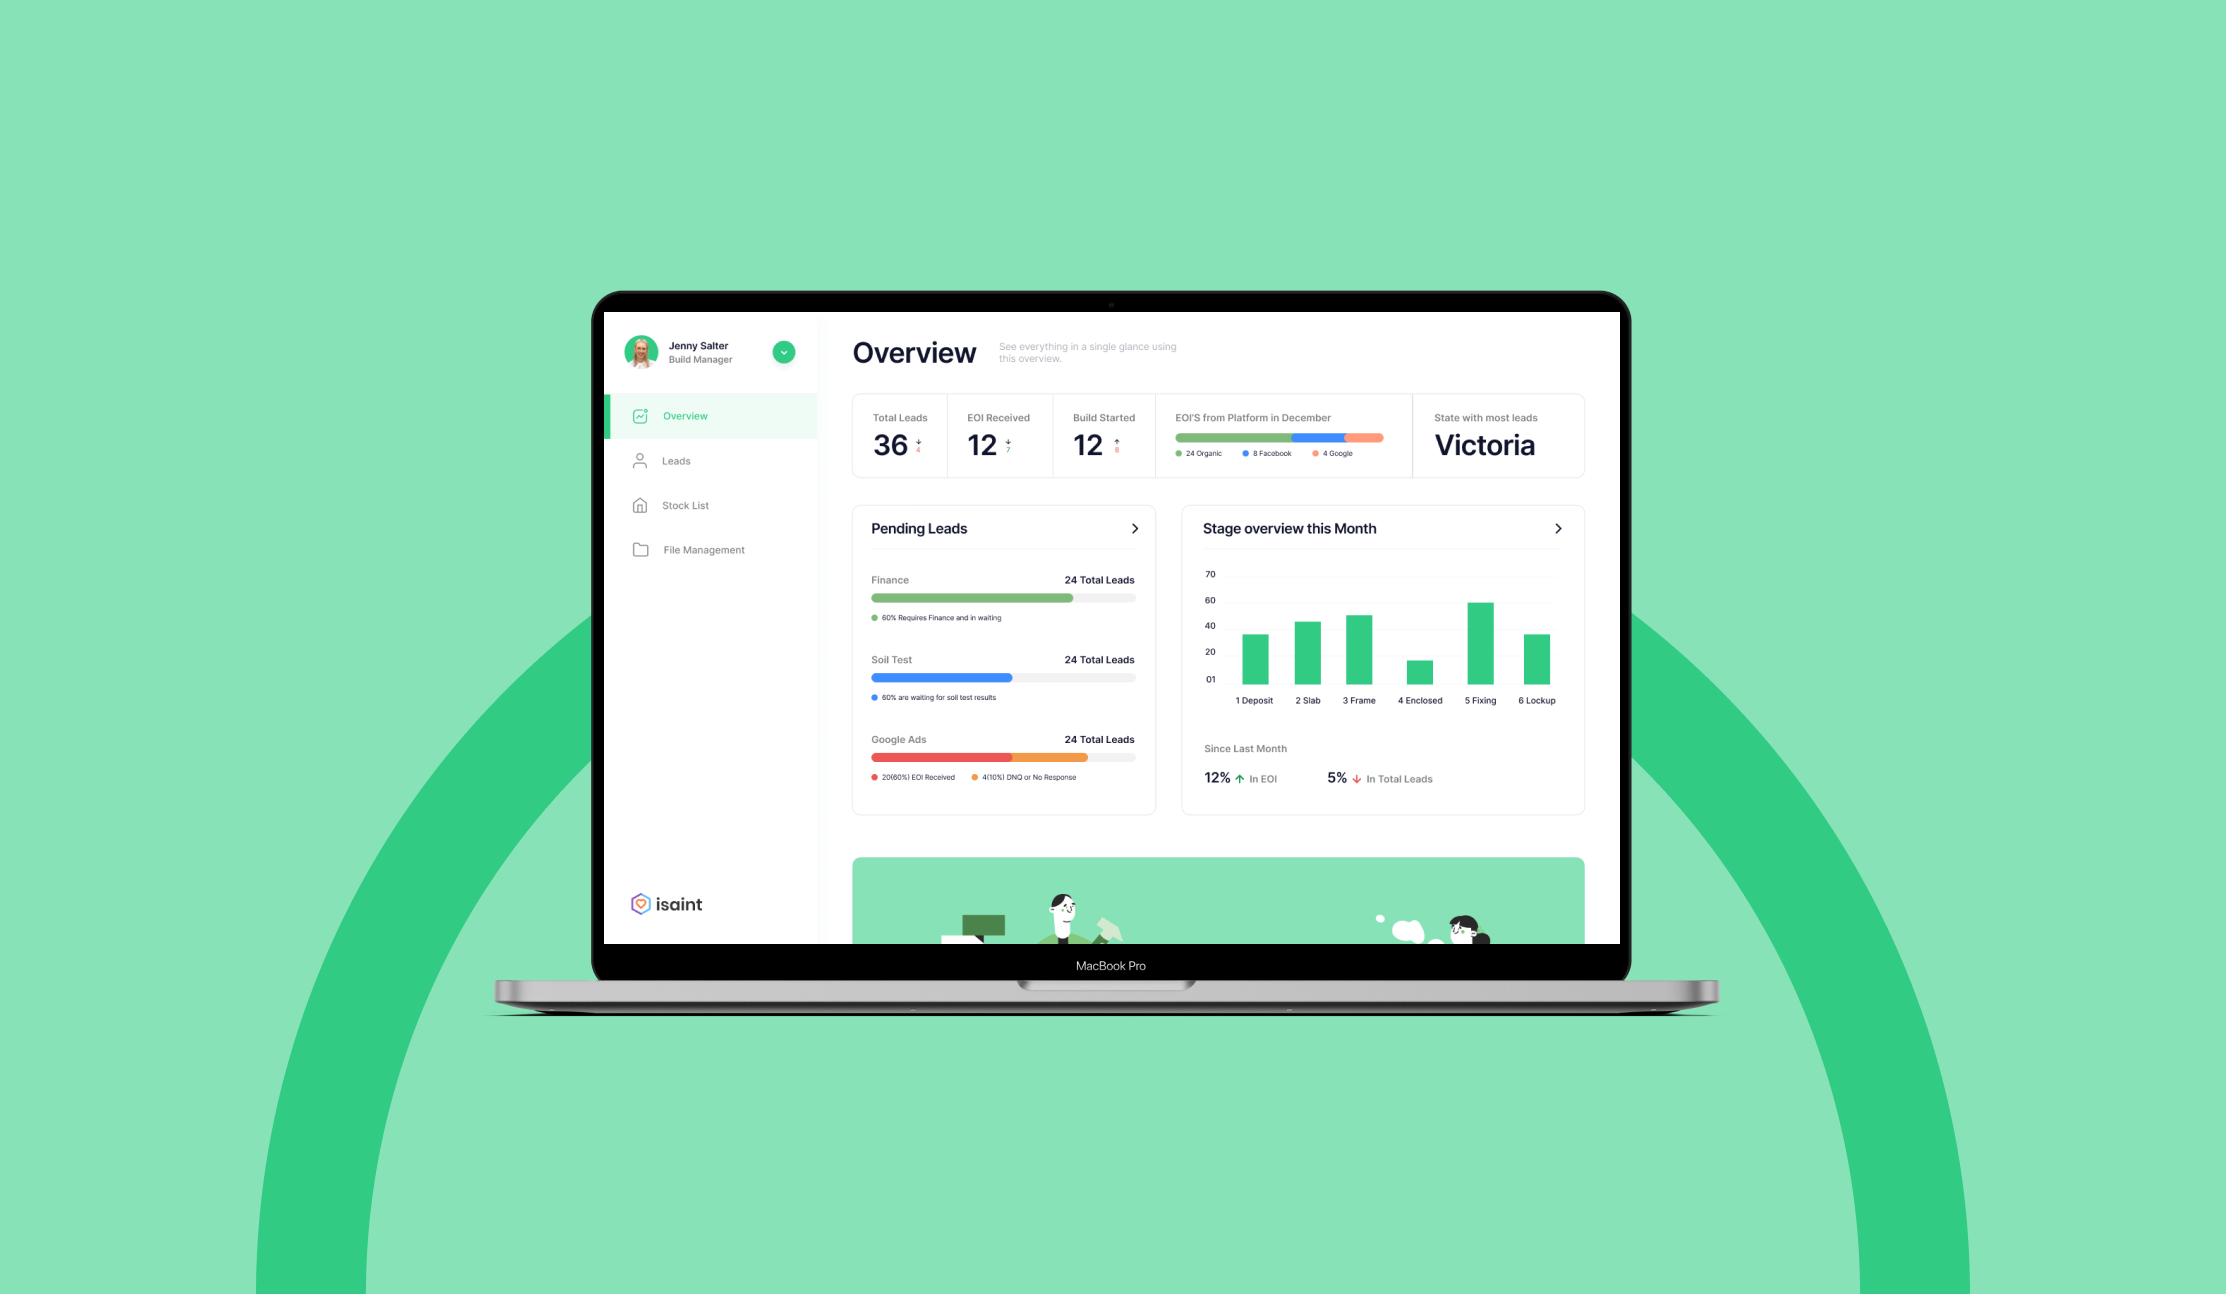 Jenny Salter
Build Manager
Overview
Leads
Stock List
File Management
isaint
Overview
See everything in a single glance using
this overview.
Total Leads
36 4
EOI Received
12 7
Build Started
12 8
EOI'S from Platform in December
24 Organic 8 Facebook 4 Google
State with most leads
Victoria
Pending Leads
Finance 24 Total Leads
60% Requires Finance and in waiting
Soil Test 24 Total Leads
60% are waiting for soil test results
Google Ads 24 Total Leads
20(60%) EOI Received 4(10%) DNQ or No Response
Stage overview this Month
70
60
40
20
01
1 Deposit 2 Slab 3 Frame 4 Enclosed 5 Fixing 6 Lockup
Since Last Month
12% In EOI 5% In Total Leads
MacBook Pro